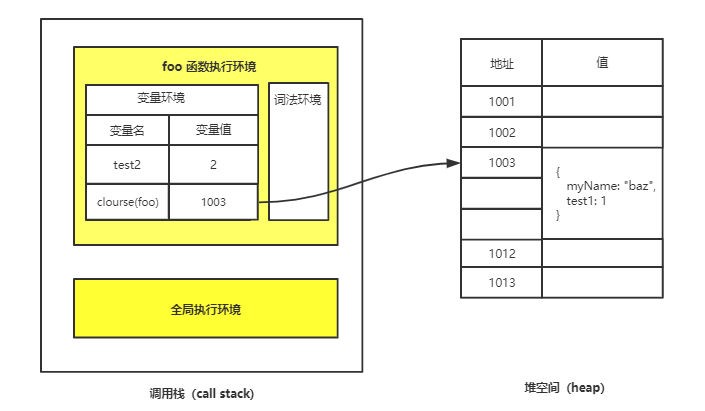 foo 函数执行环境
变量环境
词法环境
变量名 变量值
test2 2
clourse(foo) 1003
全局执行环境
调用栈（call stack）
地址 值
1001
1002
1003
{
myName: "baz",
test1: 1
}
1012
1013
堆空间（heap）